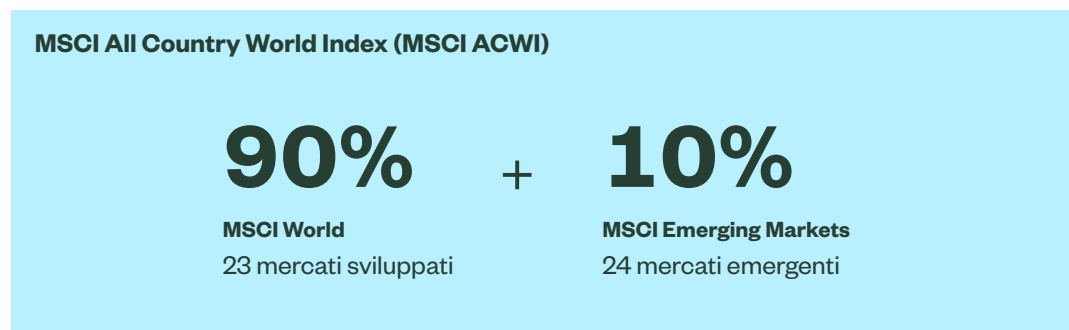 MSCI All Country World Index (MSCI ACWI)
90% + 10%
MSCI World MSCI Emerging Markets
23 mercati sviluppati 24 mercati emergenti